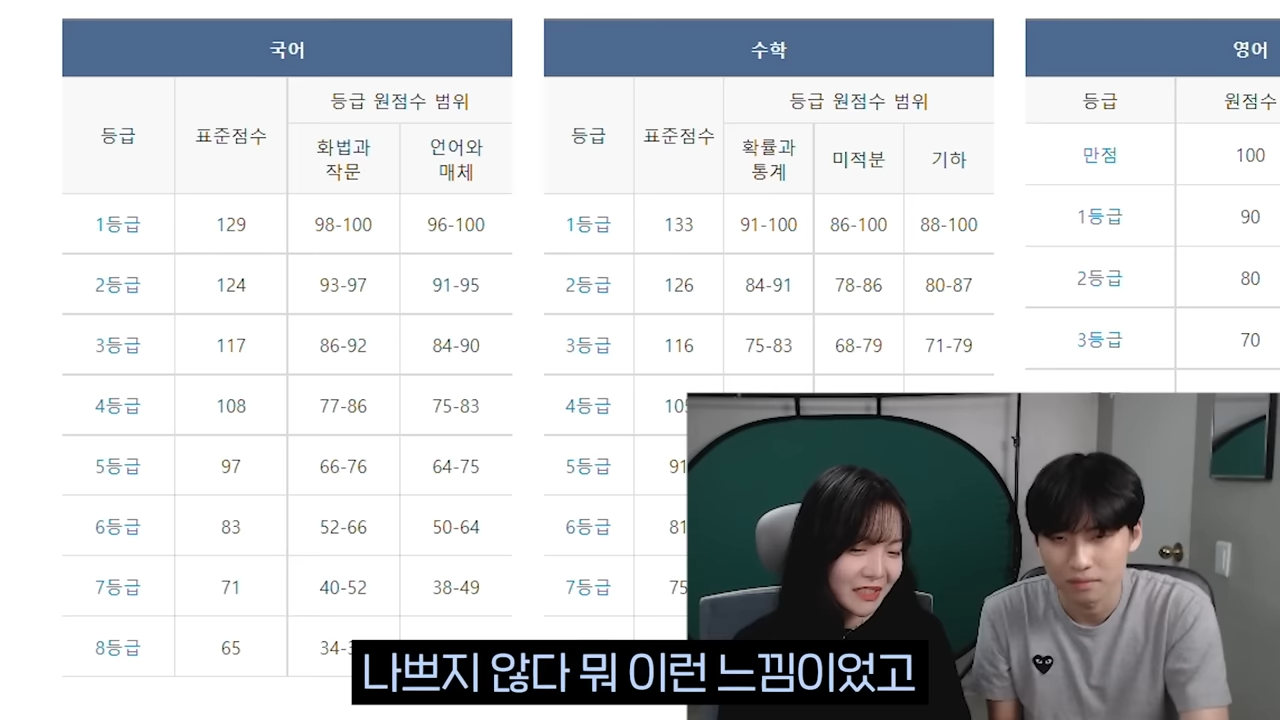 국어
등급 표준점수 등급 원점수 범위
화법과 작문 언어와 매체
1등급 129 98-100 96-100
2등급 124 93-97 91-95
3등급 117 86-92 84-90
4등급 108 77-86 75-83
5등급 97 66-76 64-75
6등급 83 52-66 50-64
7등급 71 40-52 38-49
8등급 65 34-
수학
등급 표준점수 등급 원점수 범위
확률과 통계 미적분 기하
1등급 133 91-100 86-100 88-100
2등급 126 84-91 78-86 80-87
3등급 116 75-83 68-79 71-79
4등급 105
5등급 91
6등급 81
7등급 75
영어
등급 원점수
만점 100
1등급 90
2등급 80
3등급 70
나쁘지 않다 뭐 이런 느낌이었고